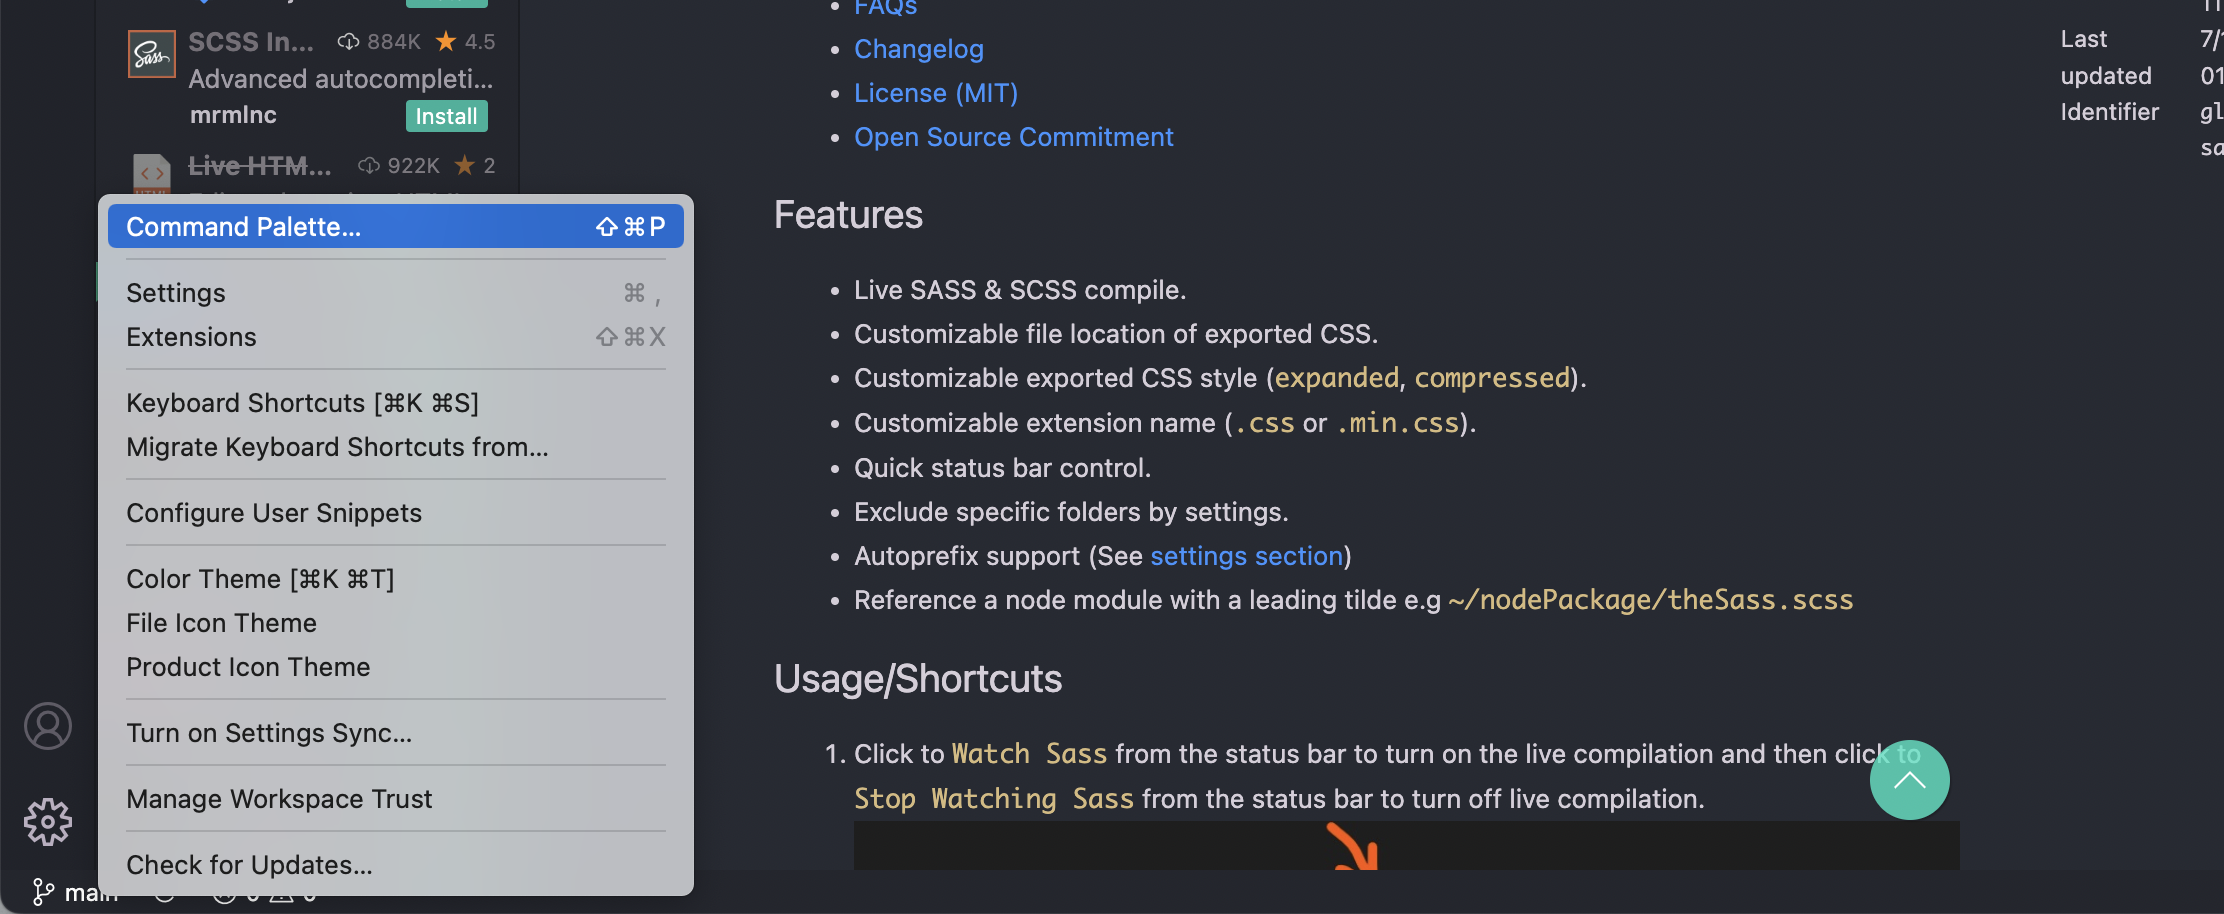 SCSS In... 884K 4.5
Advanced autocompleti...
mrmlnc
Install
Sass
Live HTM... 922K 2
Command Palette... ⇧⌘P
Settings ⌘ ,
Extensions ⇧⌘X
Keyboard Shortcuts [⌘K ⌘S]
Migrate Keyboard Shortcuts from...
Configure User Snippets
Color Theme [⌘K ⌘T]
File Icon Theme
Product Icon Theme
Turn on Settings Sync...
Manage Workspace Trust
Check for Updates...
main
• FAQs
• Changelog
• License (MIT)
• Open Source Commitment
Features
• Live SASS & SCSS compile.
• Customizable file location of exported CSS.
• Customizable exported CSS style (expanded, compressed).
• Customizable extension name (.css or .min.css).
• Quick status bar control.
• Exclude specific folders by settings.
• Autoprefix support (See settings section)
• Reference a node module with a leading tilde e.g ~/nodePackage/theSass.scss
Usage/Shortcuts
1. Click to Watch Sass from the status bar to turn on the live compilation and then click to
Stop Watching Sass from the status bar to turn off live compilation.
Last 7/
updated 01
Identifier gl
sa